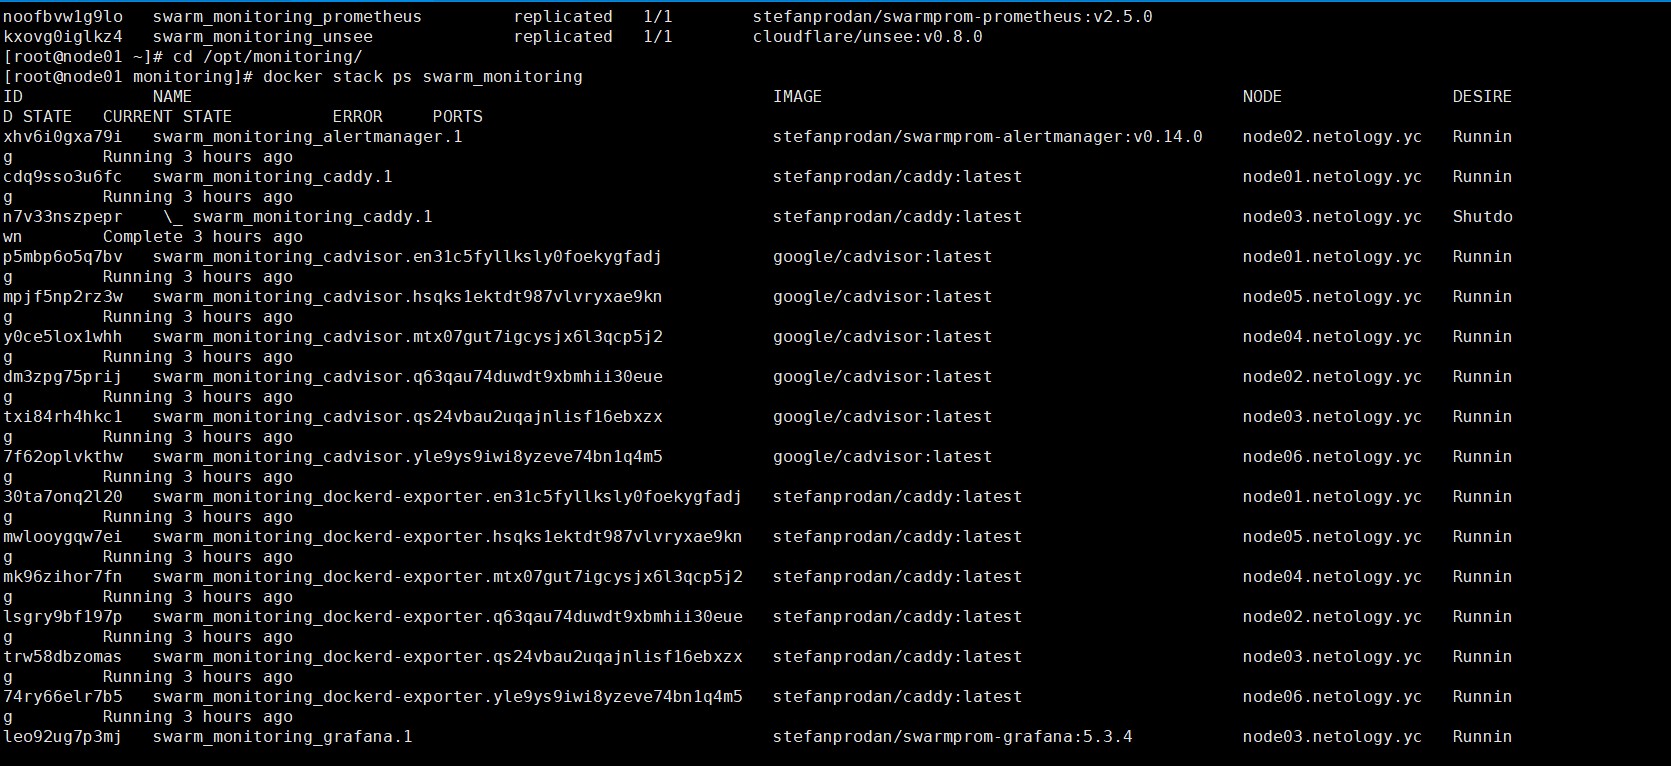 noofbvw1g9lo   swarm_monitoring_prometheus         replicated   1/1        stefanprodan/swarmprom-prometheus:v2.5.0
kxovg0iglkz4   swarm_monitoring_unsee              replicated   1/1        cloudflare/unsee:v0.8.0
[root@node01 ~]# cd /opt/monitoring/
[root@node01 monitoring]# docker stack ps swarm_monitoring
ID             NAME                                                          IMAGE                                          NODE                 DESIRE
D STATE   CURRENT STATE          ERROR     PORTS
xhv6i0gxa79i   swarm_monitoring_alertmanager.1                               stefanprodan/swarmprom-alertmanager:v0.14.0    node02.netology.yc   Runnin
g         Running 3 hours ago
cdq9sso3u6fc   swarm_monitoring_caddy.1                                      stefanprodan/caddy:latest                      node01.netology.yc   Runnin
g         Running 3 hours ago
n7v33nszpepr    \_ swarm_monitoring_caddy.1                                  stefanprodan/caddy:latest                      node03.netology.yc   Shutdo
wn        Complete 3 hours ago
p5mbp6o5q7bv   swarm_monitoring_cadvisor.en31c5fyllksly0foekygfadj           google/cadvisor:latest                         node01.netology.yc   Runnin
g         Running 3 hours ago
mpjf5np2rz3w   swarm_monitoring_cadvisor.hsqks1ektdt987vlvryxae9kn           google/cadvisor:latest                         node05.netology.yc   Runnin
g         Running 3 hours ago
y0ce5lox1whh   swarm_monitoring_cadvisor.mtx07gut7igcysjx6l3qcp5j2           google/cadvisor:latest                         node04.netology.yc   Runnin
g         Running 3 hours ago
dm3zpg75prij   swarm_monitoring_cadvisor.q63qau74duwdt9xbmhii30eue           google/cadvisor:latest                         node02.netology.yc   Runnin
g         Running 3 hours ago
txi84rh4hkc1   swarm_monitoring_cadvisor.qs24vbau2uqajnlisf16ebxzx           google/cadvisor:latest                         node03.netology.yc   Runnin
g         Running 3 hours ago
7f62oplvkthw   swarm_monitoring_cadvisor.yle9ys9iwi8yzeve74bn1q4m5           google/cadvisor:latest                         node06.netology.yc   Runnin
g         Running 3 hours ago
30ta7onq2l20   swarm_monitoring_dockerd-exporter.en31c5fyllksly0foekygfadj   stefanprodan/caddy:latest                      node01.netology.yc   Runnin
g         Running 3 hours ago
mwlooygqw7ei   swarm_monitoring_dockerd-exporter.hsqks1ektdt987vlvryxae9kn   stefanprodan/caddy:latest                      node05.netology.yc   Runnin
g         Running 3 hours ago
mk96zihor7fn   swarm_monitoring_dockerd-exporter.mtx07gut7igcysjx6l3qcp5j2   stefanprodan/caddy:latest                      node04.netology.yc   Runnin
g         Running 3 hours ago
lsgry9bf197p   swarm_monitoring_dockerd-exporter.q63qau74duwdt9xbmhii30eue   stefanprodan/caddy:latest                      node02.netology.yc   Runnin
g         Running 3 hours ago
trw58dbzomas   swarm_monitoring_dockerd-exporter.qs24vbau2uqajnlisf16ebxzx   stefanprodan/caddy:latest                      node03.netology.yc   Runnin
g         Running 3 hours ago
74ry66elr7b5   swarm_monitoring_dockerd-exporter.yle9ys9iwi8yzeve74bn1q4m5   stefanprodan/caddy:latest                      node06.netology.yc   Runnin
g         Running 3 hours ago
leo92ug7p3mj   swarm_monitoring_grafana.1                                    stefanprodan/swarmprom-grafana:5.3.4           node03.netology.yc   Runnin